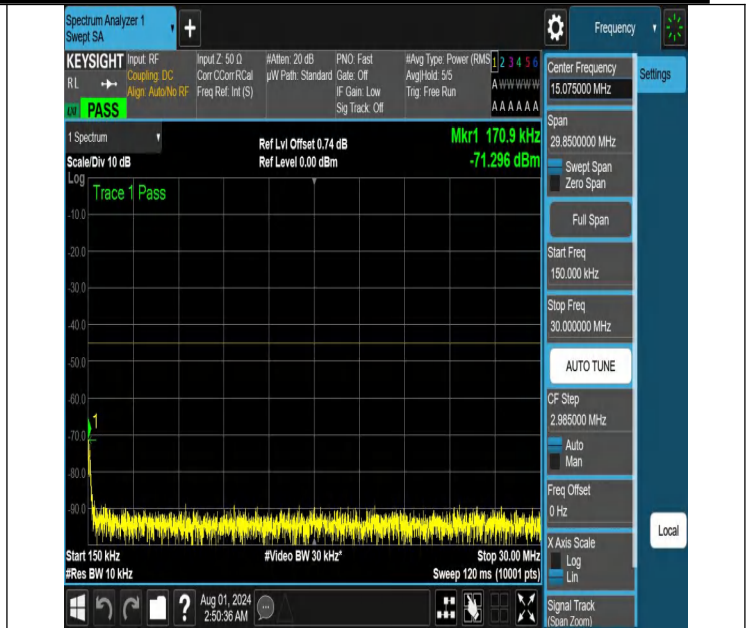 Spectrum Analyzer 1
Swept SA
+
Frequency
KEYSIGHT
RL
PASS
Input: RF
Coupling: DC
Align: Auto/No RF
Input Z: 50 Ω
Corr CCorr RCal
Freq Ref: Int (S)
#Atten: 20 dB
µW Path: Standard
PNO: Fast
Gate: Off
IF Gain: Low
Sig Track: Off
#Avg Type: Power (RMS
Avg|Hold: 5/5
Trig: Free Run
1 2 3 4 5 6
A W W W W W
A A A A A A
1 Spectrum
Scale/Div 10 dB
Ref Lvl Offset 0.74 dB
Ref Level 0.00 dBm
Mkr1 170.9 kHz
-71.296 dBm
Log
Trace 1 Pass
-10.0
-20.0
-30.0
-40.0
-50.0
-60.0
-70.0
-80.0
-90.0
1
Start 150 kHz
#Res BW 10 kHz
#Video BW 30 kHz*
Stop 30.00 MHz
Sweep 120 ms (10001 pts)
Center Frequency
15.075000 MHz
Settings
Span
29.8500000 MHz
Swept Span
Zero Span
Full Span
Start Freq
150.000 kHz
Stop Freq
30.000000 MHz
AUTO TUNE
CF Step
2.985000 MHz
Auto
Man
Freq Offset
0 Hz
X Axis Scale
Log
Lin
Local
Signal Track
(Span Zoom)
?
Aug 01, 2024
2:50:36 AM